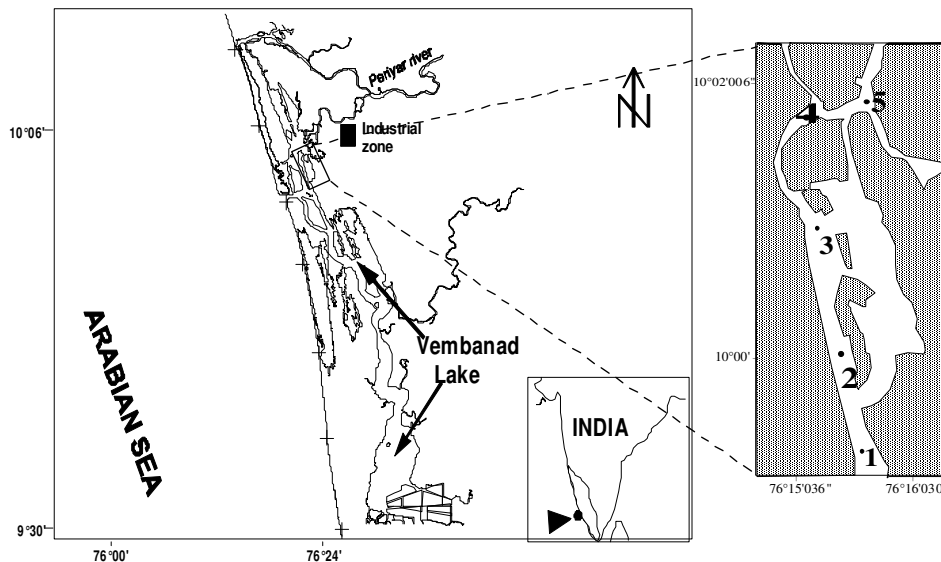 Periyar river
10°06'
Industrial
zone
N
ARABIAN SEA
Vembanad
Lake
INDIA
9°30'
76°00'
76°24'
10°02'006"
5
4
3
10°00'
2
1
76°15'036"
76°16'030